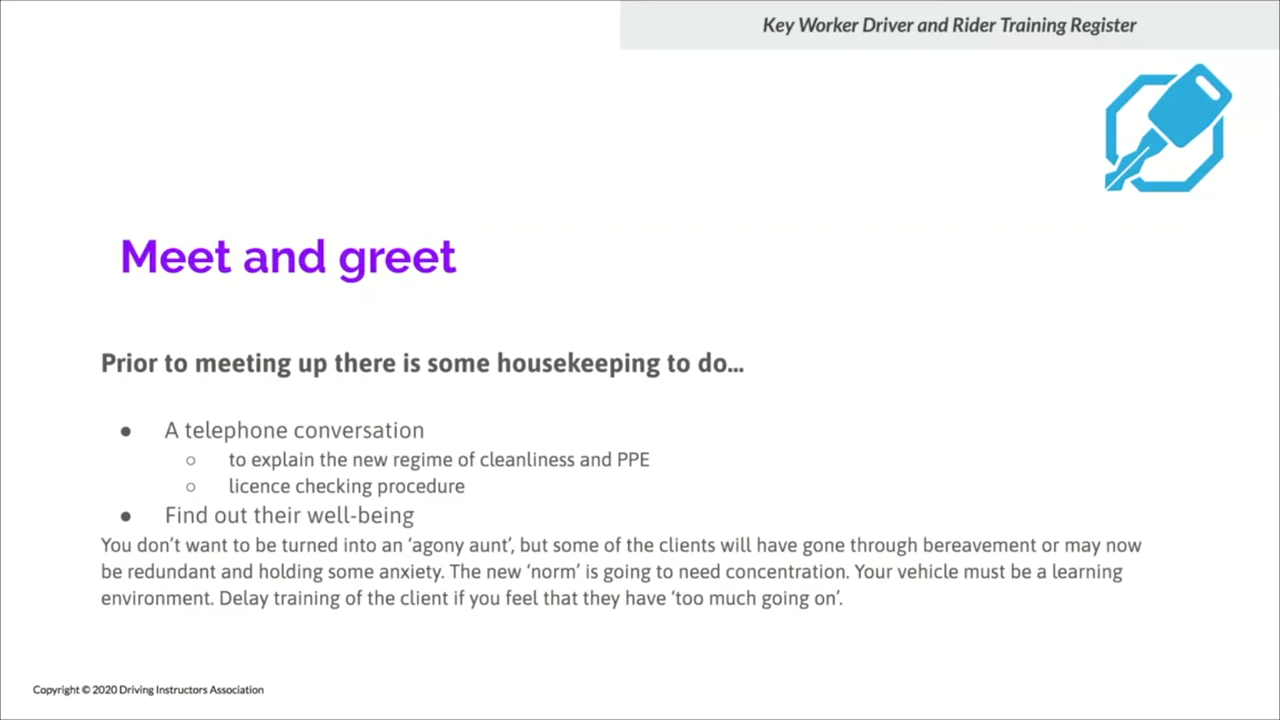 Key Worker Driver and Rider Training Register
Meet and greet
Prior to meeting up there is some housekeeping to do...
● A telephone conversation
○ to explain the new regime of cleanliness and PPE
○ licence checking procedure
● Find out their well-being
You don't want to be turned into an 'agony aunt', but some of the clients will have gone through bereavement or may now
be redundant and holding some anxiety. The new 'norm' is going to need concentration. Your vehicle must be a learning
environment. Delay training of the client if you feel that they have 'too much going on'.
Copyright © 2020 Driving Instructors Association